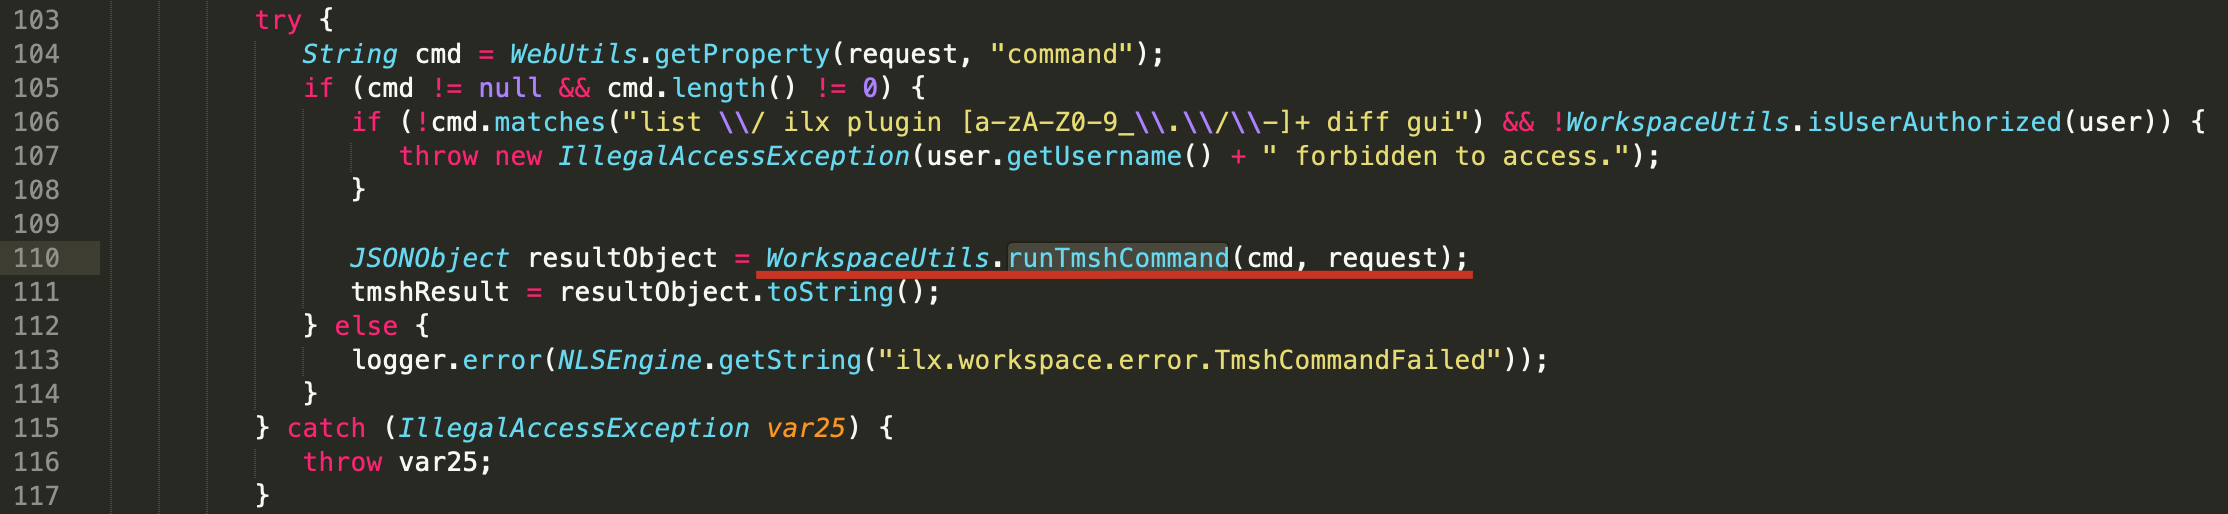 103 try {
104 String cmd = WebUtils.getProperty(request, "command");
105 if (cmd != null && cmd.length() != 0) {
106 if (!cmd.matches("list \\/ ilx plugin [a-zA-Z0-9_\\.\\/\\-]+ diff gui") && !WorkspaceUtils.isUserAuthorized(user)) {
107 throw new IllegalAccessException(user.getUsername() + " forbidden to access.");
108 }
109
110 JSONObject resultObject = WorkspaceUtils.runTmshCommand(cmd, request);
111 tmshResult = resultObject.toString();
112 } else {
113 logger.error(NLSEngine.getString("ilx.workspace.error.TmshCommandFailed"));
114 }
115 } catch (IllegalAccessException var25) {
116 throw var25;
117 }